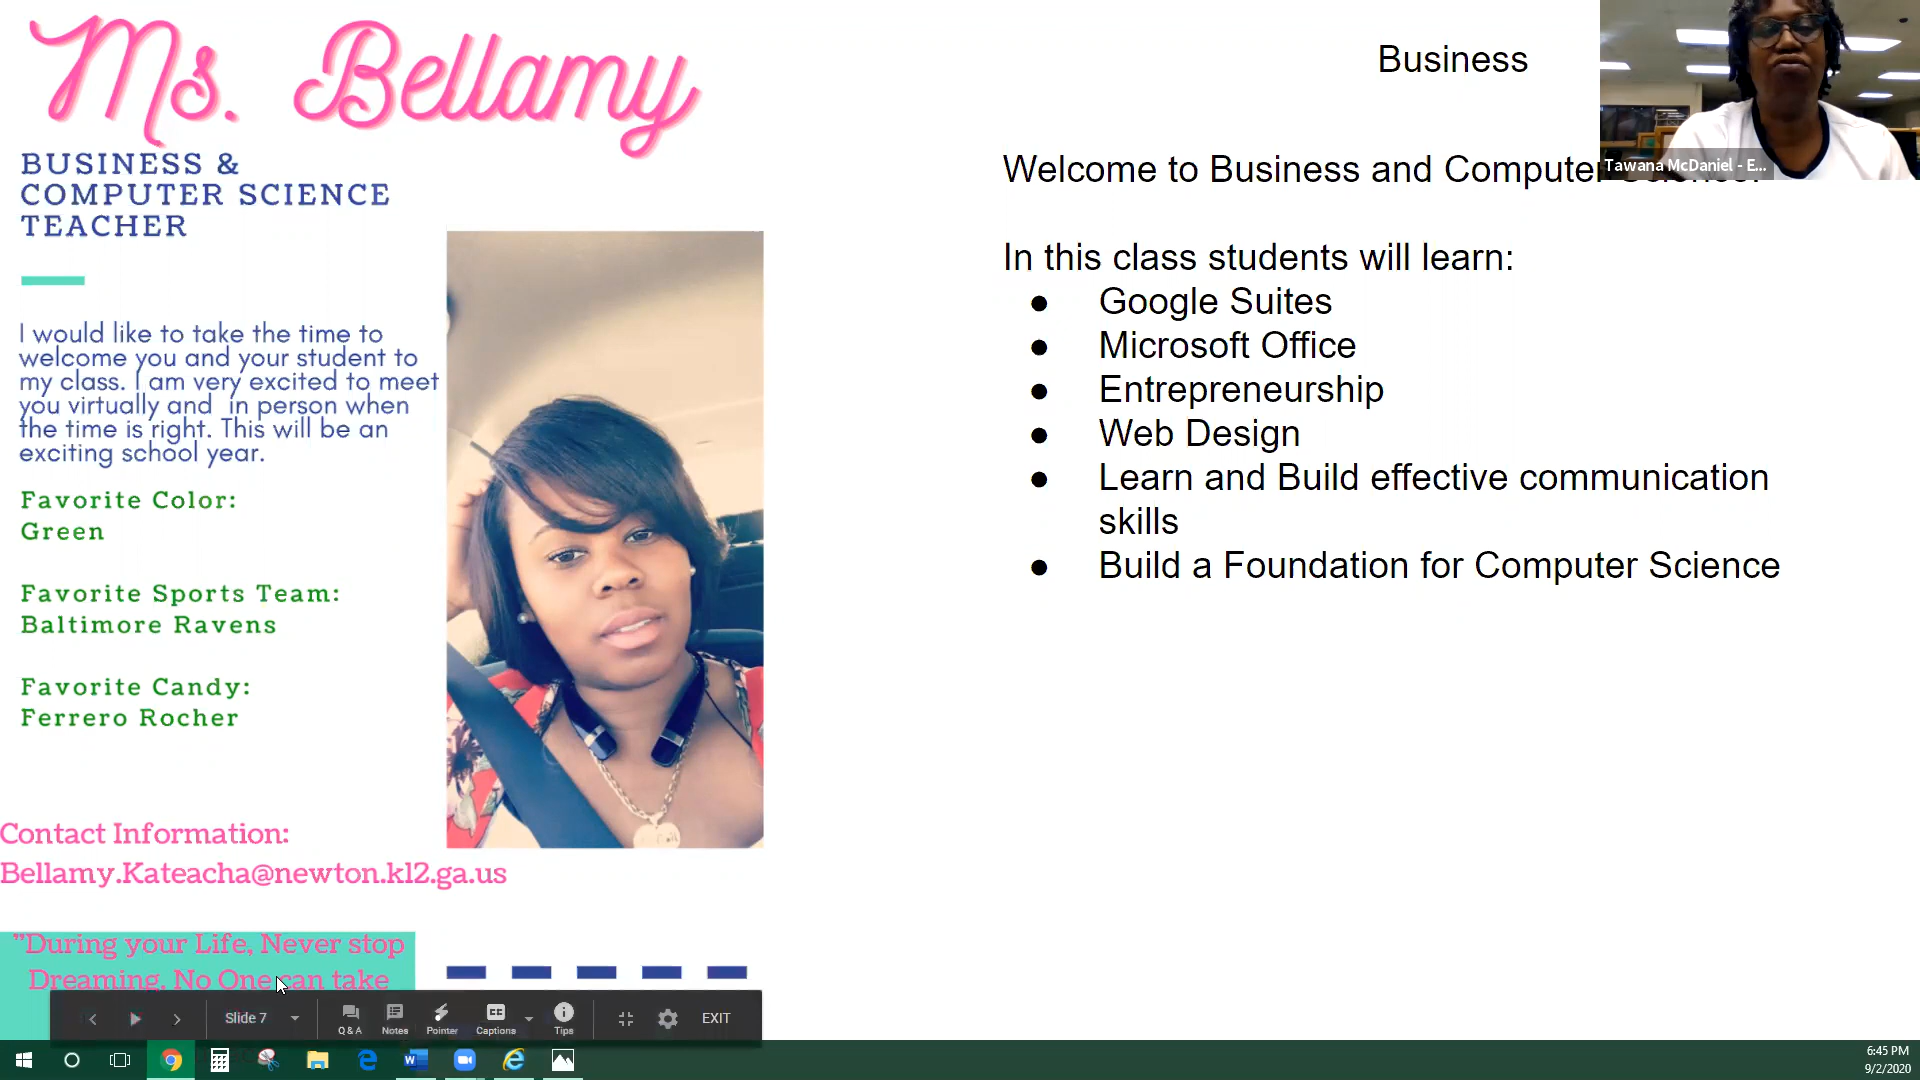 Ms. Bellamy
BUSINESS &
COMPUTER SCIENCE
TEACHER
I would like to take the time to
welcome you and your student to
my class. I am very excited to meet
you virtually and in person when
the time is right. This will be an
exciting school year.
Favorite Color:
Green
Favorite Sports Team:
Baltimore Ravens
Favorite Candy:
Ferrero Rocher
Contact Information:
Bellamy.Kateacha@newton.k12.ga.us
"During your Life, Never stop
Dreaming. No One can take
Business
Welcome to Business and Computer
In this class students will learn:
● Google Suites
● Microsoft Office
● Entrepreneurship
● Web Design
● Learn and Build effective communication
skills
● Build a Foundation for Computer Science
Tawana McDaniel - E...
Slide 7
Q & A
Notes
Pointer
Captions
Tips
EXIT
6:45 PM
9/2/2020